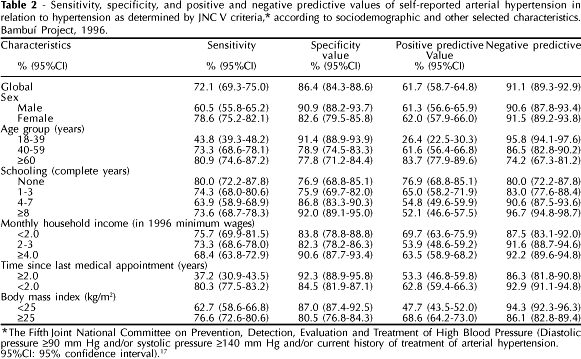 Table 2 - Sensitivity, specificity, and positive and negative predictive values of self-reported arterial hypertension in
relation to hypertension as determined by JNC V criteria,* according to sociodemographic and other selected characteristics.
Bambuí Project, 1996.
Characteristics Sensitivity Specificity Positive predictive Negative predictive
value Value
% (95%CI) % (95%CI) % (95%CI) % (95%CI) % (95%CI)
Global 72.1 (69.3-75.0) 86.4 (84.3-88.6) 61.7 (58.7-64.8) 91.1 (89.3-92.9)
Sex
Male 60.5 (55.8-65.2) 90.9 (88.2-93.7) 61.3 (56.6-65.9) 90.6 (87.8-93.4)
Female 78.6 (75.2-82.1) 82.6 (79.5-85.8) 62.0 (57.9-66.0) 91.5 (89.2-93.8)
Age group (years)
18-39 43.8 (39.3-48.2) 91.4 (88.9-93.9) 26.4 (22.5-30.3) 95.8 (94.1-97.6)
40-59 73.3 (68.6-78.1) 78.9 (74.5-83.3) 61.6 (56.4-66.8) 86.5 (82.8-90.2)
≥60 80.9 (74.6-87.2) 77.8 (71.2-84.4) 83.7 (77.9-89.6) 74.2 (67.3-81.2)
Schooling (complete years)
None 80.0 (72.2-87.8) 76.9 (68.8-85.1) 76.9 (68.8-85.1) 80.0 (72.2-87.8)
1-3 74.3 (68.0-80.6) 75.9 (69.7-82.0) 65.0 (58.2-71.9) 83.0 (77.6-88.4)
4-7 63.9 (58.9-68.9) 86.8 (83.3-90.3) 54.8 (49.6-59.9) 90.6 (87.5-93.6)
≥8 73.6 (68.7-78.3) 92.0 (89.1-95.0) 52.1 (46.6-57.5) 96.7 (94.8-98.7)
Monthly household income (in 1996 minimum wages)
<2.0 75.7 (69.9-81.5) 83.8 (78.8-88.8) 69.7 (63.6-75.9) 87.5 (83.1-92.0)
2-3 73.3 (68.6-78.0) 82.3 (78.2-86.3) 53.9 (48.6-59.2) 91.6 (88.7-94.6)
≥4.0 68.4 (63.8-72.9) 90.6 (87.7-93.4) 63.5 (58.9-68.2) 92.2 (89.6-94.8)
Time since last medical appointment (years)
≥2.0 37.2 (30.9-43.5) 92.3 (88.9-95.8) 53.3 (46.8-59.8) 86.3 (81.8-90.8)
<2.0 80.3 (77.5-83.2) 84.5 (81.9-87.1) 62.8 (59.4-66.3) 92.9 (91.1-94.8)
Body mass index (kg/m²)
<25 62.7 (58.6-66.8) 87.0 (87.4-92.5) 47.7 (43.5-52.0) 94.3 (92.3-96.3)
≥25 76.6 (72.6-80.6) 80.5 (76.8-84.3) 68.6 (64.2-73.0) 86.1 (82.8-89.4)
*The Fifth Joint National Committee on Prevention, Detection, Evaluation and Treatment of High Blood Pressure (Diastolic
pressure ≥90 mm Hg and/or systolic pressure ≥140 mm Hg and/or current history of treatment of arterial hypertension.
95%CI: 95% confidence interval).17